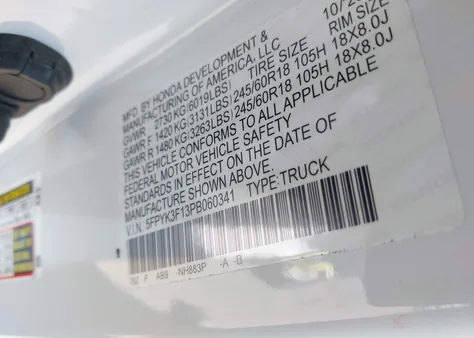 MFD. BY HONDA DEVELOPMENT & 10/2
MANUFACTURING OF AMERICA, LLC
GVWR 2730 KG(6019LBS) TIRE SIZE RIM SIZE
GAWR F 1420 KG(3131LBS) 245/60R18 105H 18X8.0J
GAWR R 1480 KG(3263LBS) 245/60R18 105H 18X8.0J
THIS VEHICLE CONFORMS TO ALL APPLICABLE
FEDERAL MOTOR VEHICLE SAFETY
STANDARDS IN EFFECT ON THE DATE OF
MANUFACTURE SHOWN ABOVE.
V.I.N. 5FPYK3F13PB060341 TYPE:TRUCK
P AB9 -NH883P -A -B